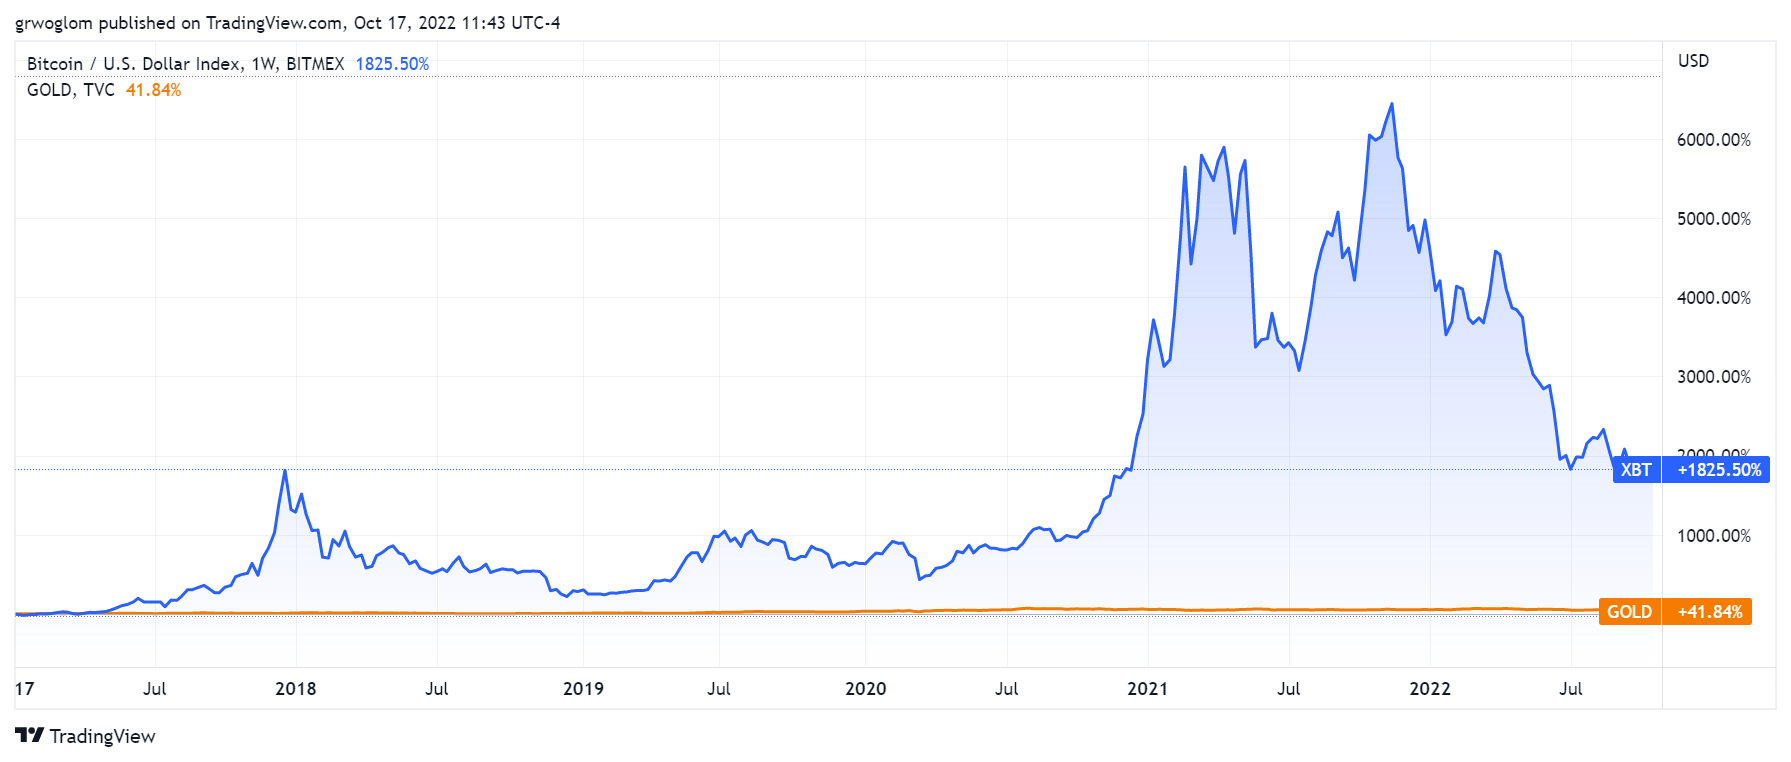 grwoglom published on TradingView.com, Oct 17, 2022 11:43 UTC-4
Bitcoin / U.S. Dollar Index, 1W, BITMEX 1825.50%
GOLD, TVC 41.84%
USD
6000.00%
5000.00%
4000.00%
3000.00%
2000.00%
XBT +1825.50%
1000.00%
GOLD +41.84%
17 Jul 2018 Jul 2019 Jul 2020 Jul 2021 Jul 2022 Jul
TradingView